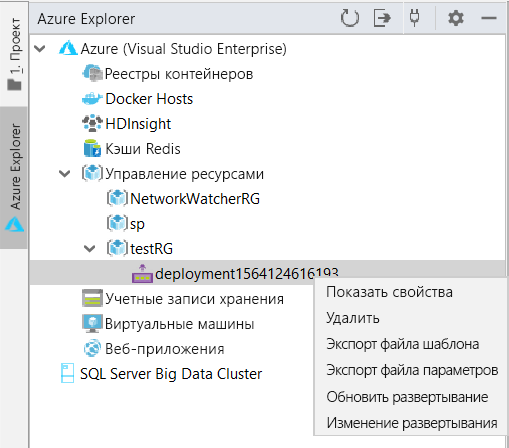 Azure Explorer
1. Проект
Azure Explorer
Azure (Visual Studio Enterprise)
Реестры контейнеров
Docker Hosts
HDInsight
Кэши Redis
Управление ресурсами
NetworkWatcherRG
sp
testRG
deployment1564124616193
Учетные записи хранения
Виртуальные машины
Веб-приложения
SQL Server Big Data Cluster
Показать свойства
Удалить
Экспорт файла шаблона
Экспорт файла параметров
Обновить развертывание
Изменение развертывания